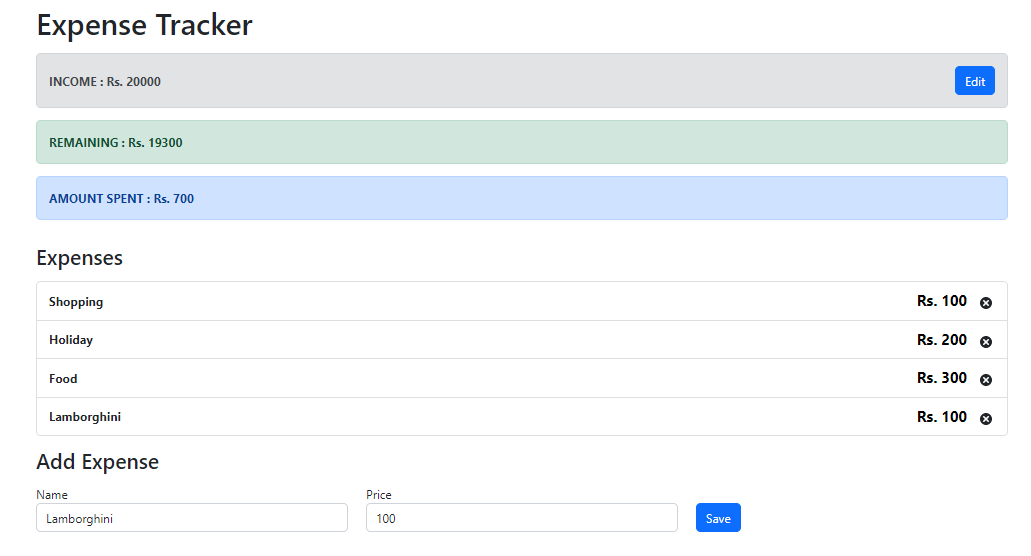 Expense Tracker
INCOME : Rs. 20000 Edit
REMAINING : Rs. 19300
AMOUNT SPENT : Rs. 700
Expenses
Shopping Rs. 100
Holiday Rs. 200
Food Rs. 300
Lamborghini Rs. 100
Add Expense
Name Price
Lamborghini 100 Save